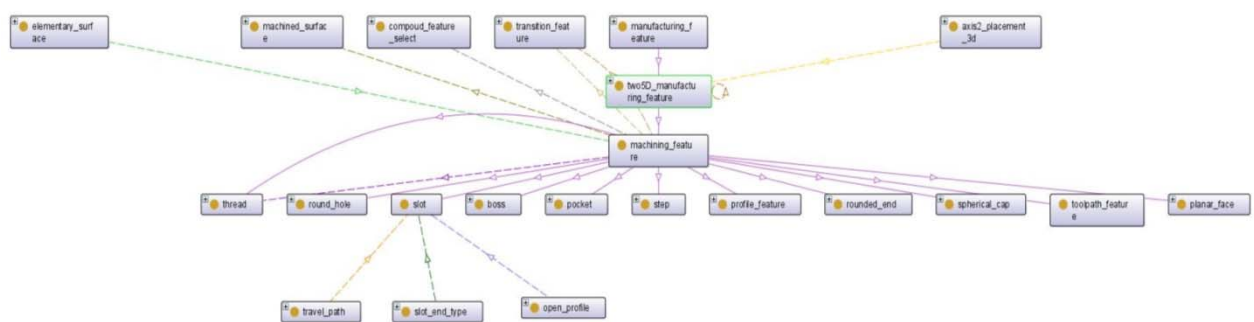 elementary_surf
ace
machined_surfac
e
compoud_feature
_select
transition_feat
ure
manufacturing_f
eature
axis2_placement
_3d
two5D_manufactu
ring_feature
machining_featu
re
thread
round_hole
slot
boss
pocket
step
profile_feature
rounded_end
spherical_cap
toolpath_featur
e
planar_face
travel_path
slot_end_type
open_profile